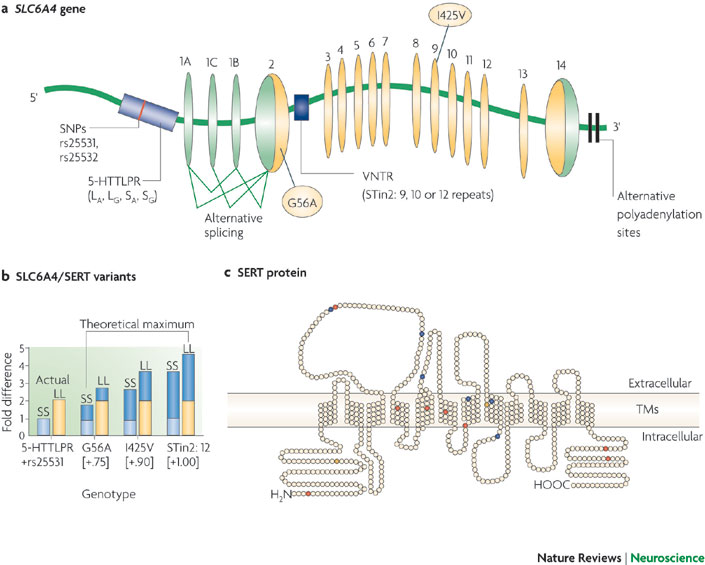 a SLC6A4 gene
I425V
1A 1C 1B 2 3 4 5 6 7 8 9 10 11 12 13 14
5′
3′
SNPs
rs25531,
rs25532
5-HTTLPR
(LA, LG, SA, SG)
Alternative
splicing
G56A
VNTR
(STin2: 9, 10 or 12 repeats)
Alternative
polyadenylation
sites
b SLC6A4/SERT variants
Theoretical maximum
Actual
SS LL SS LL SS LL SS LL
Fold difference
5
4
3
2
1
0
5-HTTLPR G56A I425V STin2: 12
+rs25531 [+.75] [+.90] [+1.00]
Genotype
c SERT protein
Extracellular
TMs
Intracellular
H2N
HOOC
Nature Reviews | Neuroscience